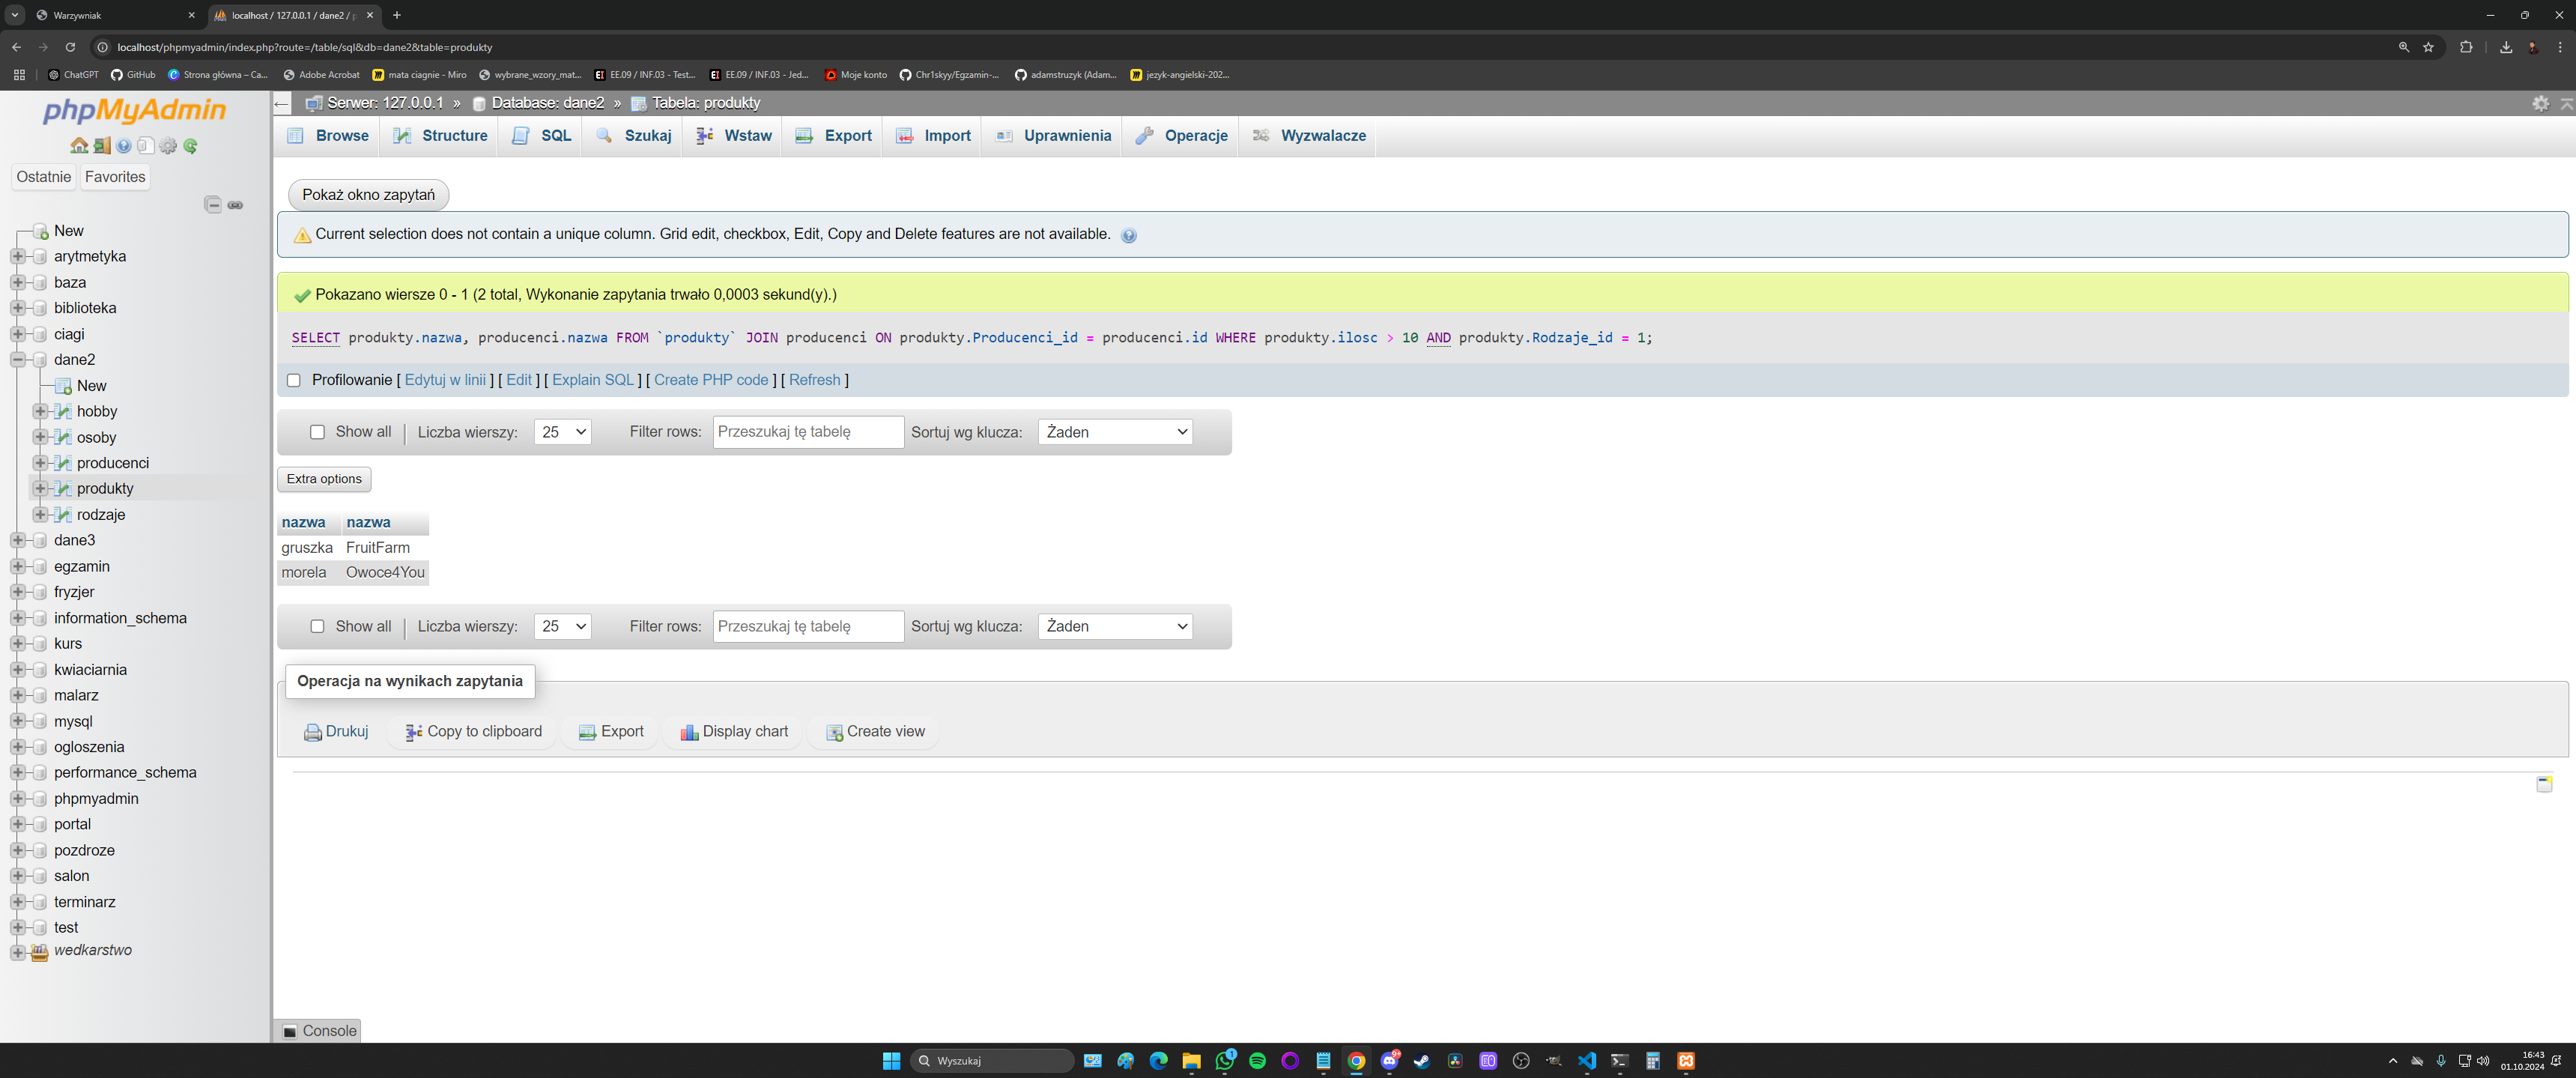 Warzywniak
localhost / 127.0.0.1 / dane2 / p
localhost/phpmyadmin/index.php?route=/table/sql&db=dane2&table=produkty
ChatGPT
GitHub
Strona główna – Ca...
Adobe Acrobat
mata ciagnie - Miro
wybrane_wzory_mat...
EE.09 / INF.03 - Test...
EE.09 / INF.03 - Jed...
Moje konto
Chr1skyy/Egzamin-...
adamstruzyk (Adam...
jezyk-angielski-202...
phpMyAdmin
Ostatnie
Favorites
New
arytmetyka
baza
biblioteka
ciagi
dane2
New
hobby
osoby
producenci
produkty
rodzaje
dane3
egzamin
fryzjer
information_schema
kurs
kwiaciarnia
malarz
mysql
ogloszenia
performance_schema
phpmyadmin
portal
pozdroze
salon
terminarz
test
wedkarstwo
Serwer: 127.0.0.1 » Database: dane2 » Tabela: produkty
Browse
Structure
SQL
Szukaj
Wstaw
Export
Import
Uprawnienia
Operacje
Wyzwalacze
Pokaż okno zapytań
Current selection does not contain a unique column. Grid edit, checkbox, Edit, Copy and Delete features are not available.
Pokazano wiersze 0 - 1 (2 total, Wykonanie zapytania trwało 0,0003 sekund(y).)
SELECT produkty.nazwa, producenci.nazwa FROM `produkty` JOIN producenci ON produkty.Producenci_id = producenci.id WHERE produkty.ilosc > 10 AND produkty.Rodzaje_id = 1;
Profilowanie [ Edytuj w linii ] [ Edit ] [ Explain SQL ] [ Create PHP code ] [ Refresh ]
Show all | Liczba wierszy: 25 Filter rows: Przeszukaj tę tabelę Sortuj wg klucza: Żaden
Extra options
nazwa nazwa
gruszka FruitFarm
morela Owoce4You
Show all | Liczba wierszy: 25 Filter rows: Przeszukaj tę tabelę Sortuj wg klucza: Żaden
Operacja na wynikach zapytania
Drukuj
Copy to clipboard
Export
Display chart
Create view
Console
Wyszukaj
16:43
01.10.2024